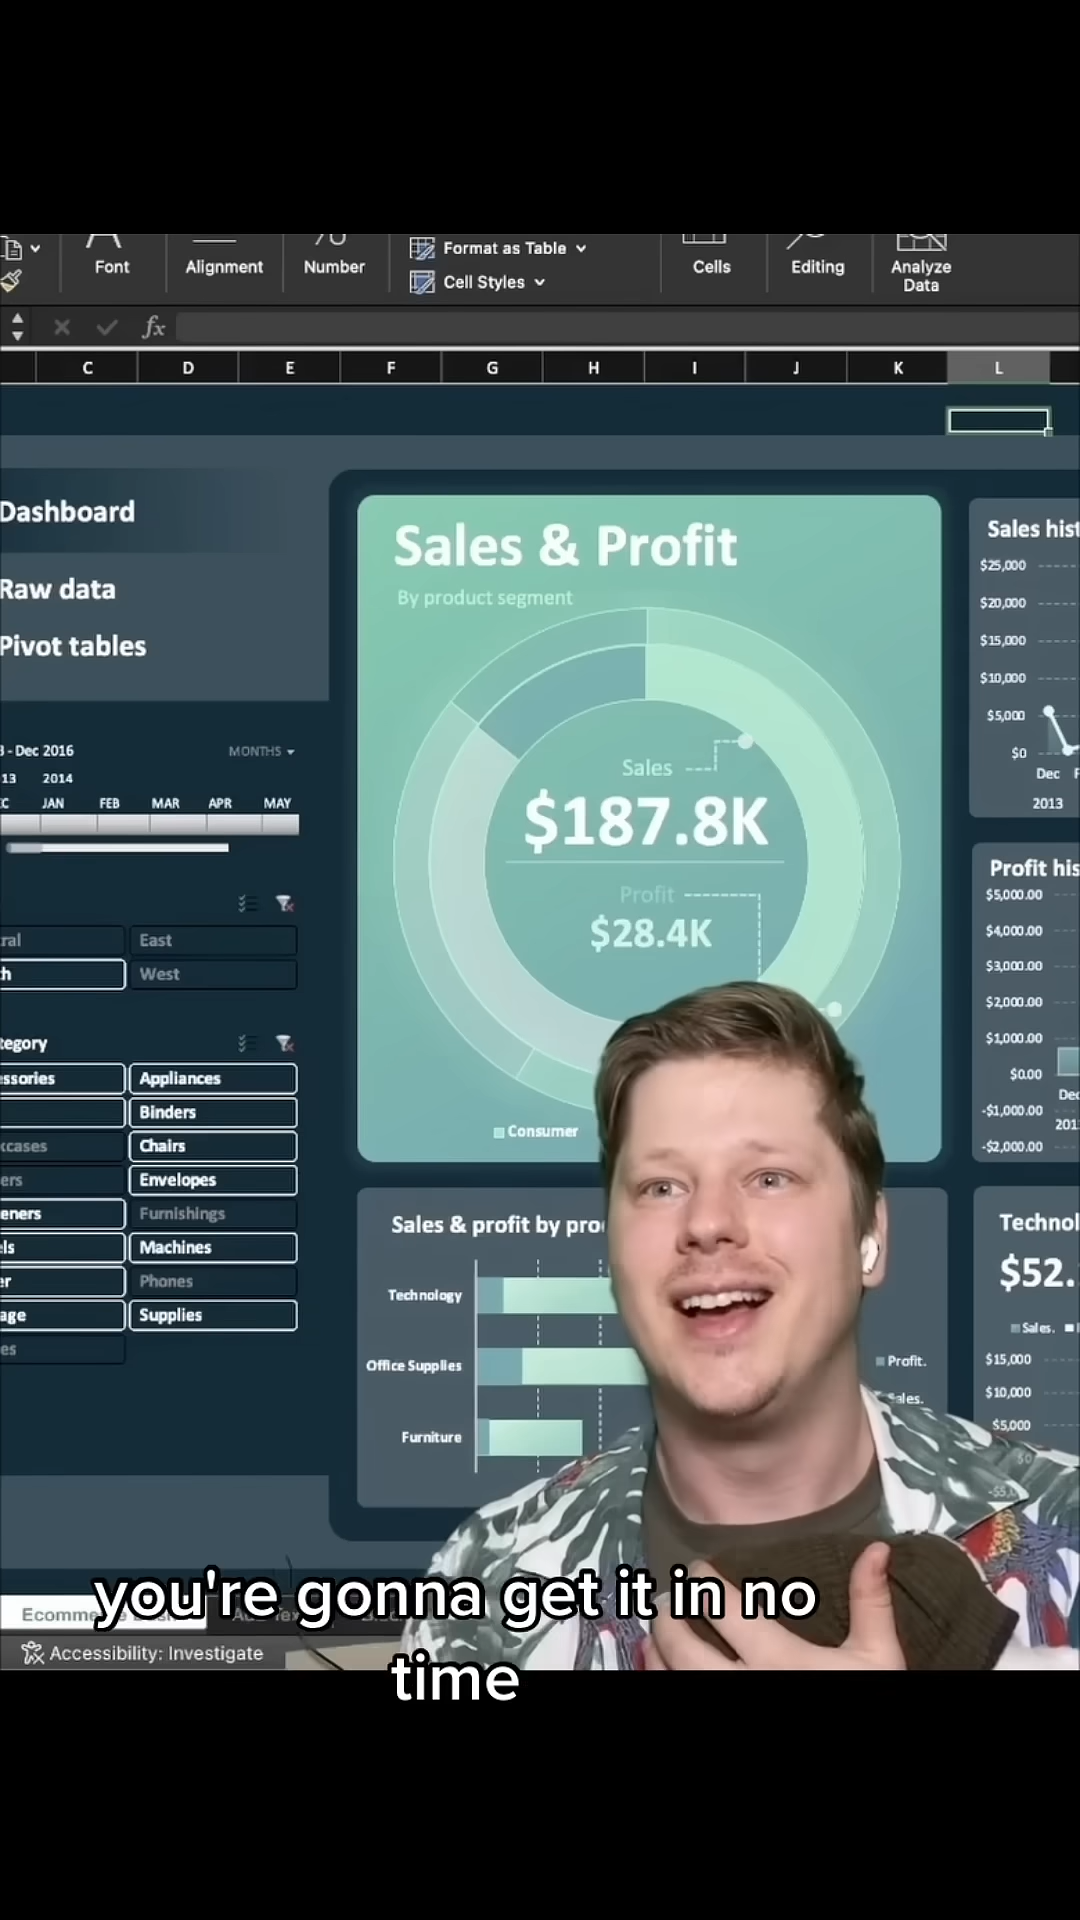 Format as Table
Font
Alignment
Number
Cells
Editing
Analyze
Data
Cell Styles
fx
C D E F G H I J K L
Dashboard
Raw data
Pivot tables
Sales & Profit
By product segment
Sales
$187.8K
Profit
$28.4K
Consumer
- Dec 2016
MONTHS
13 2014
JAN FEB MAR APR MAY
East
West
Appliances
Binders
Chairs
Envelopes
Furnishings
Machines
Phones
Supplies
Sales & profit by
Technology
Office Supplies
Furniture
Profit.
Sales
$25,000
$20,000
$15,000
$10,000
$5,000
$0
Dec
2013
Profit
$5,000.00
$4,000.00
$3,000.00
$2,000.00
$1,000.00
$0.00
-$1,000.00
-$2,000.00
$52.
Sales.
$15,000
$10,000
$5,000
$0
you're gonna get it in no
time
Accessibility: Investigate